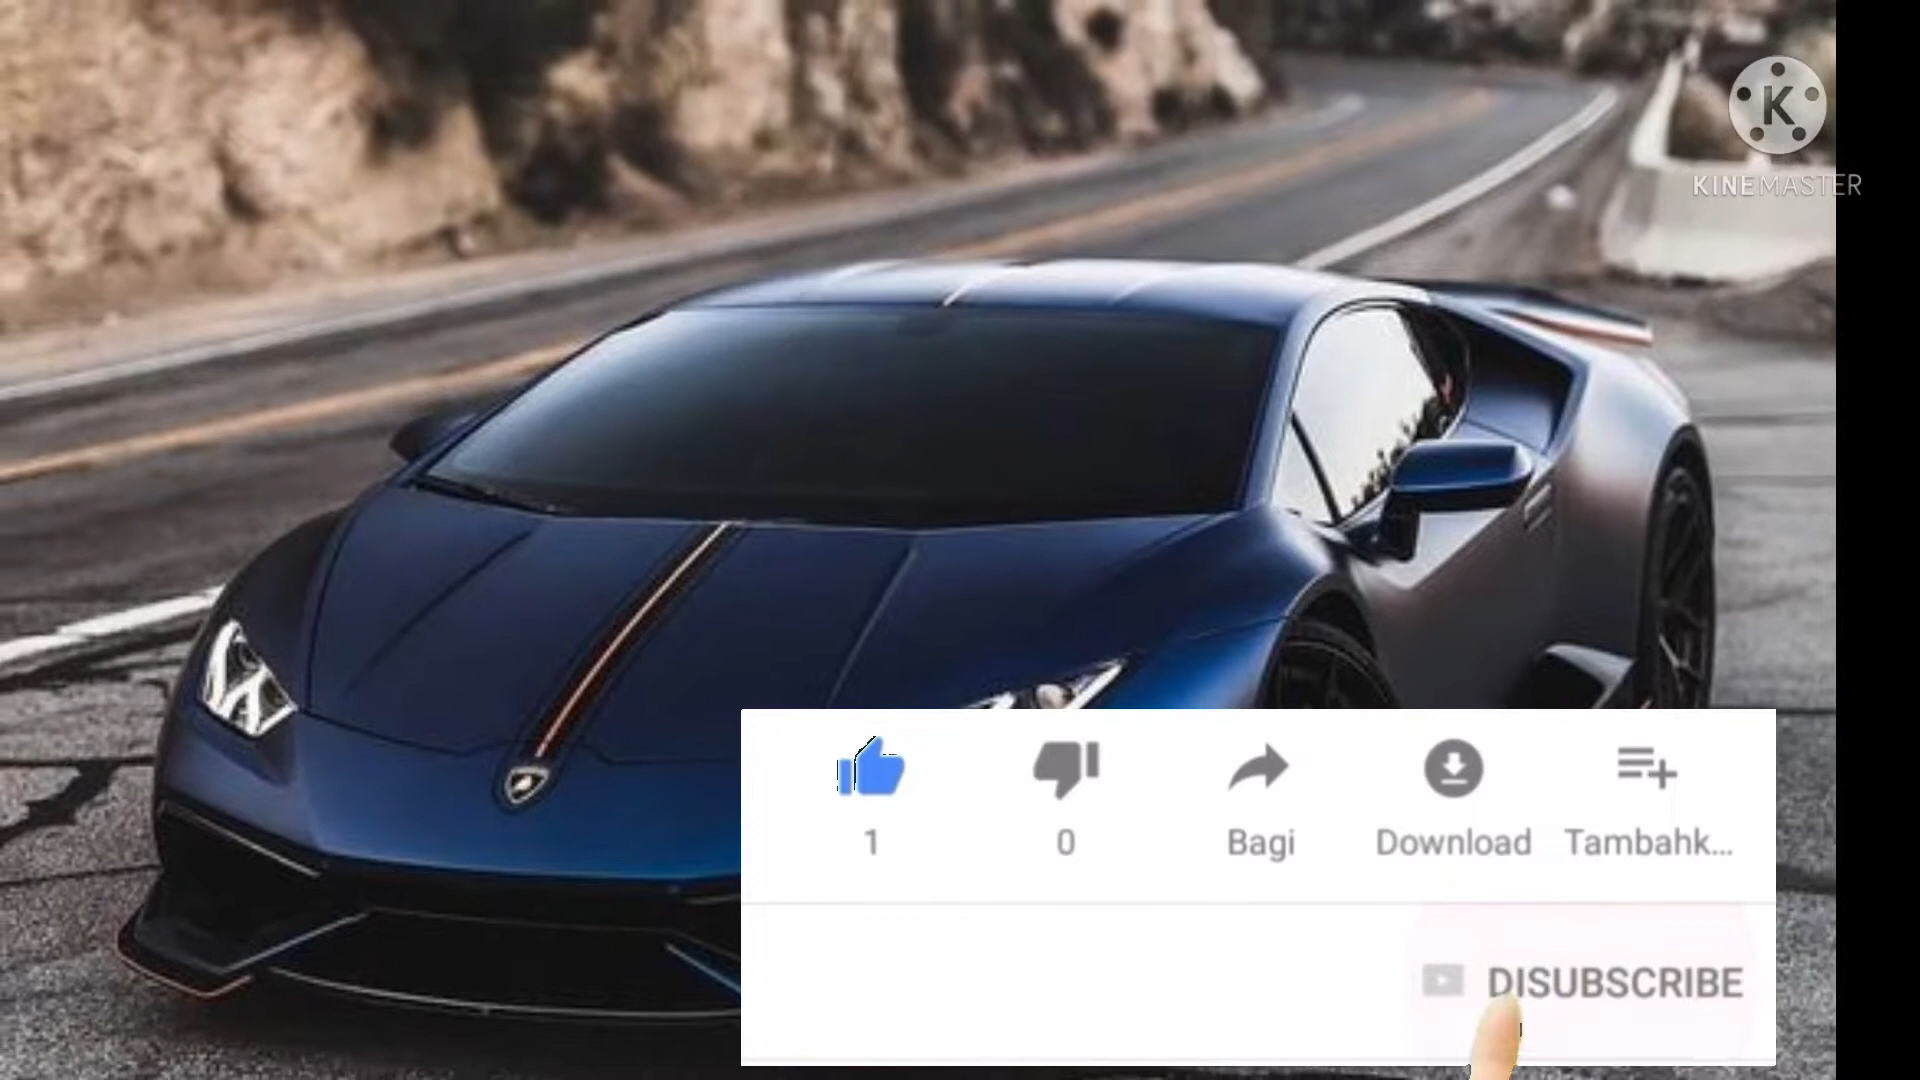 K
KINEMASTER
1
0
Bagi
Download
Tambahk...
DISUBSCRIBE